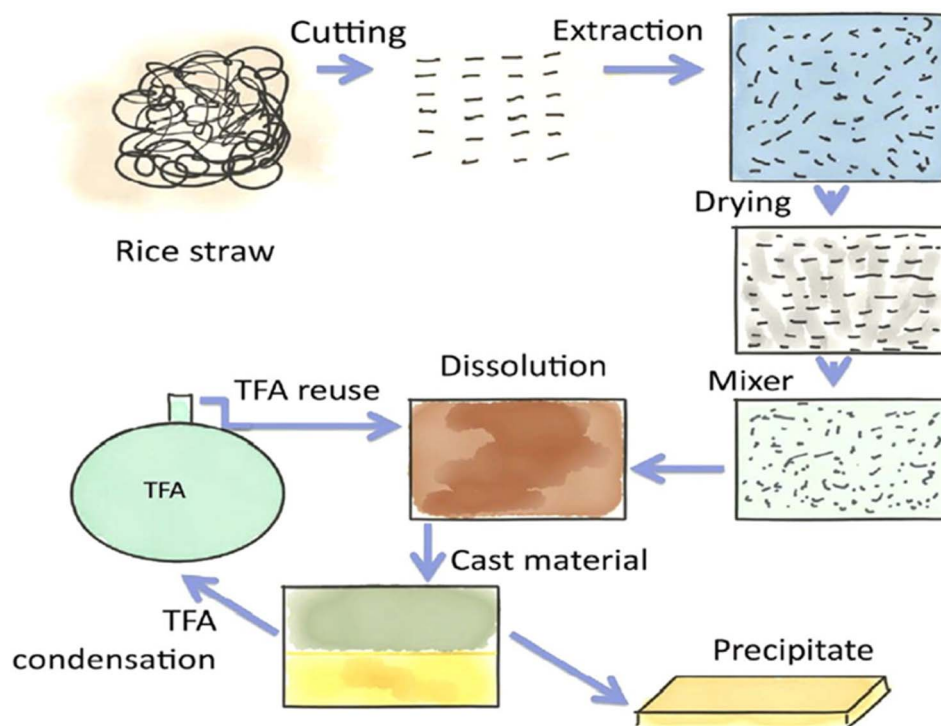 Cutting
Extraction
Rice straw
Drying
Mixer
Dissolution
TFA reuse
TFA
Cast material
TFA
condensation
Precipitate